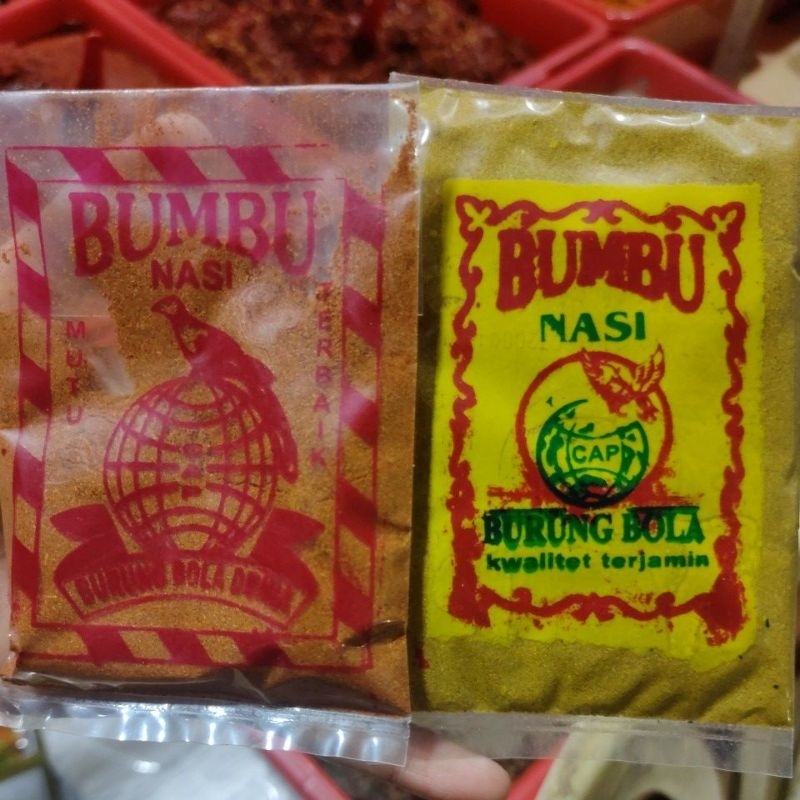 BUMBU
NASI
MUTU
TERBAIK
CAP
BURUNG BOLA DUNIA
BUMBU
NASI
CAP
BURUNG BOLA
kwalitet terjamin